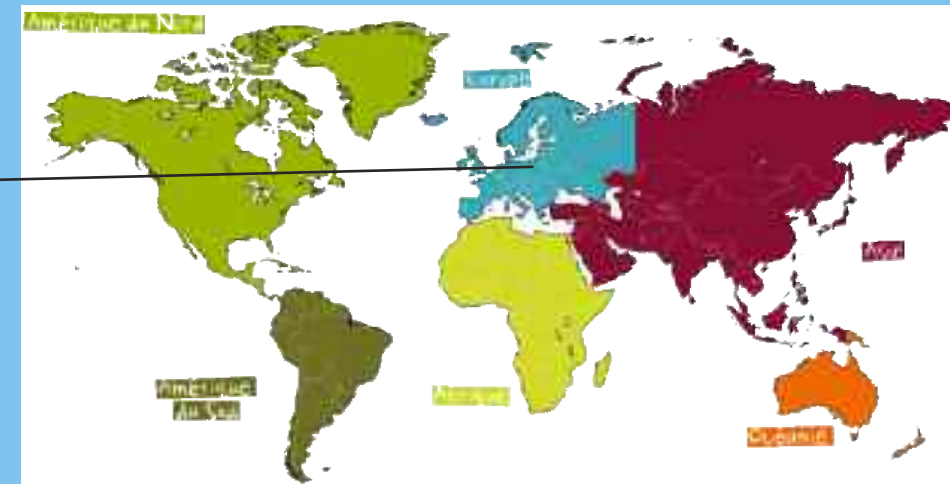 Amérique du Nord
Europe
Asie
Amérique
du Sud
Afrique
Océanie